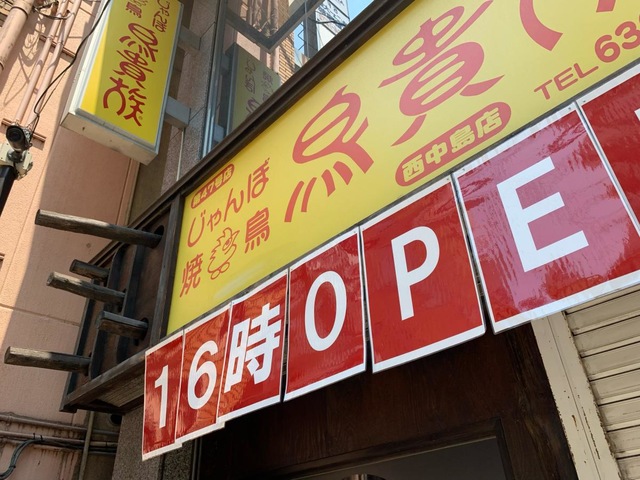 鳥貴族
じゃんぼ
焼鳥
鳥貴
西中島店
TEL 63
16時OPE